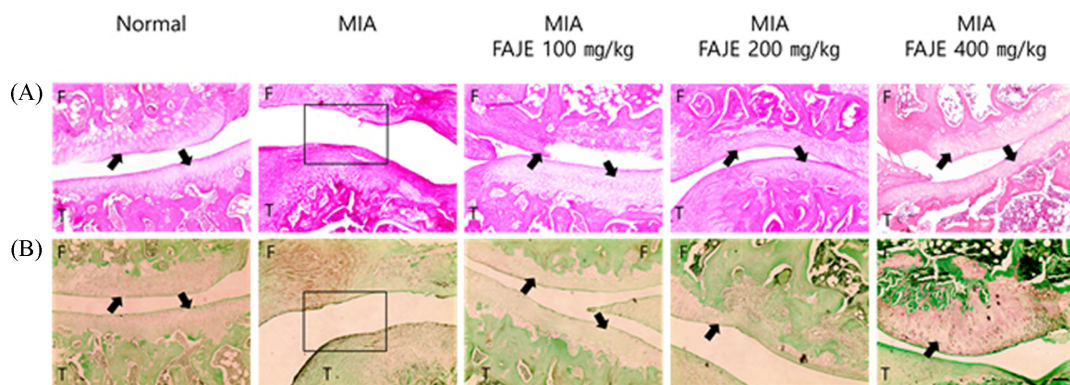 Normal
MIA
MIA
FAJE 100 mg/kg
MIA
FAJE 200 mg/kg
MIA
FAJE 400 mg/kg
(A)
F
T
F
T
F
T
F
T
F
T
(B)
F
T
F
T
F
T
F
T
F
T